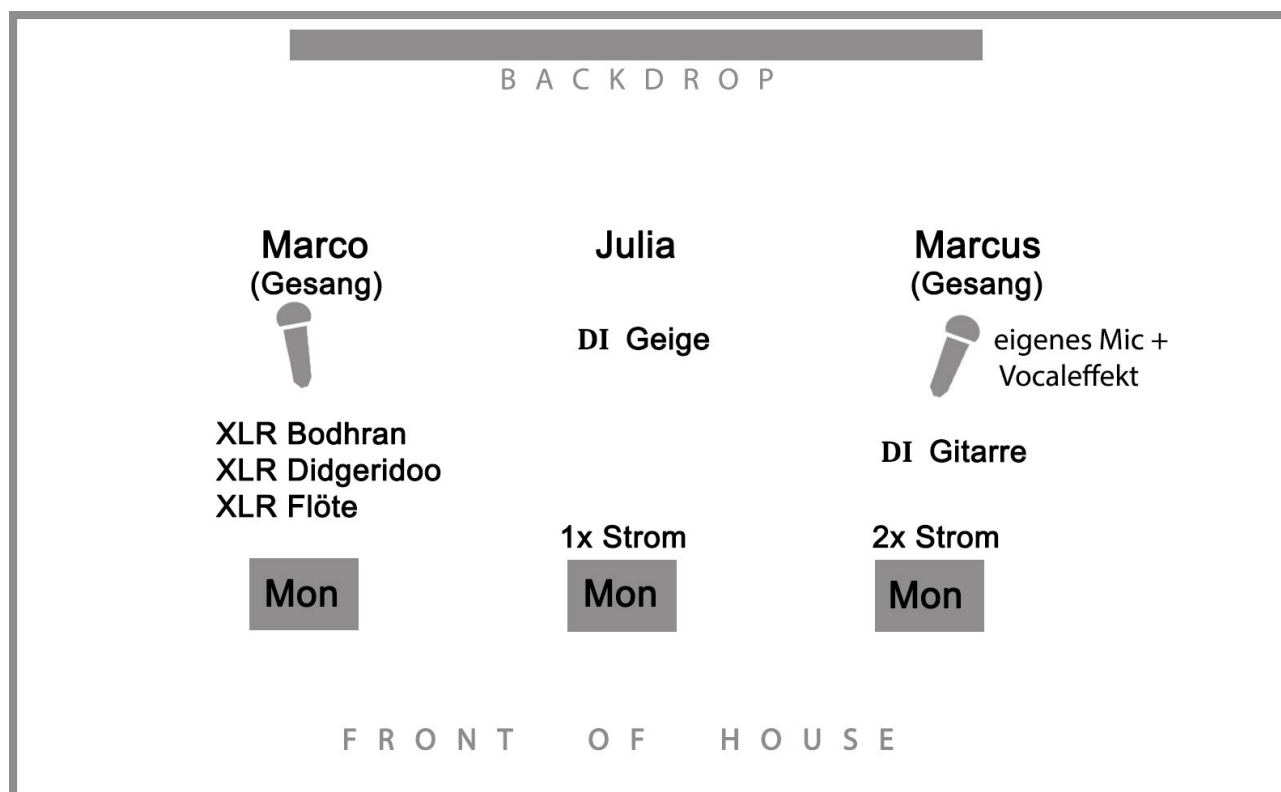 BACKDROP
Marco
(Gesang)
XLR Bodhran
XLR Didgeridoo
XLR Flöte
Mon
Julia
DI Geige
1x Strom
Mon
Marcus
(Gesang)
eigenes Mic +
Vocaleffekt
DI Gitarre
2x Strom
Mon
FRONT OF HOUSE